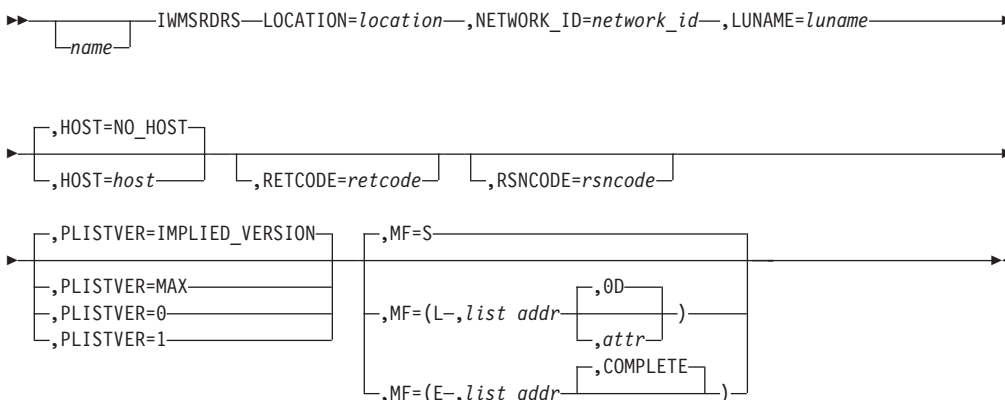 IWMSRDRS LOCATION=location ,NETWORK_ID=network_id ,LUNAME=luname
name
,HOST=NO_HOST
,HOST=host ,RETCODE=retcode ,RSNCODE=rsncode
,PLISTVER=IMPLIED_VERSION ,MF=S
,PLISTVER=MAX ,0D
,PLISTVER=0 ,MF=(L ,list addr )
,PLISTVER=1 ,attr
,COMPLETE
,MF=(E ,list addr )